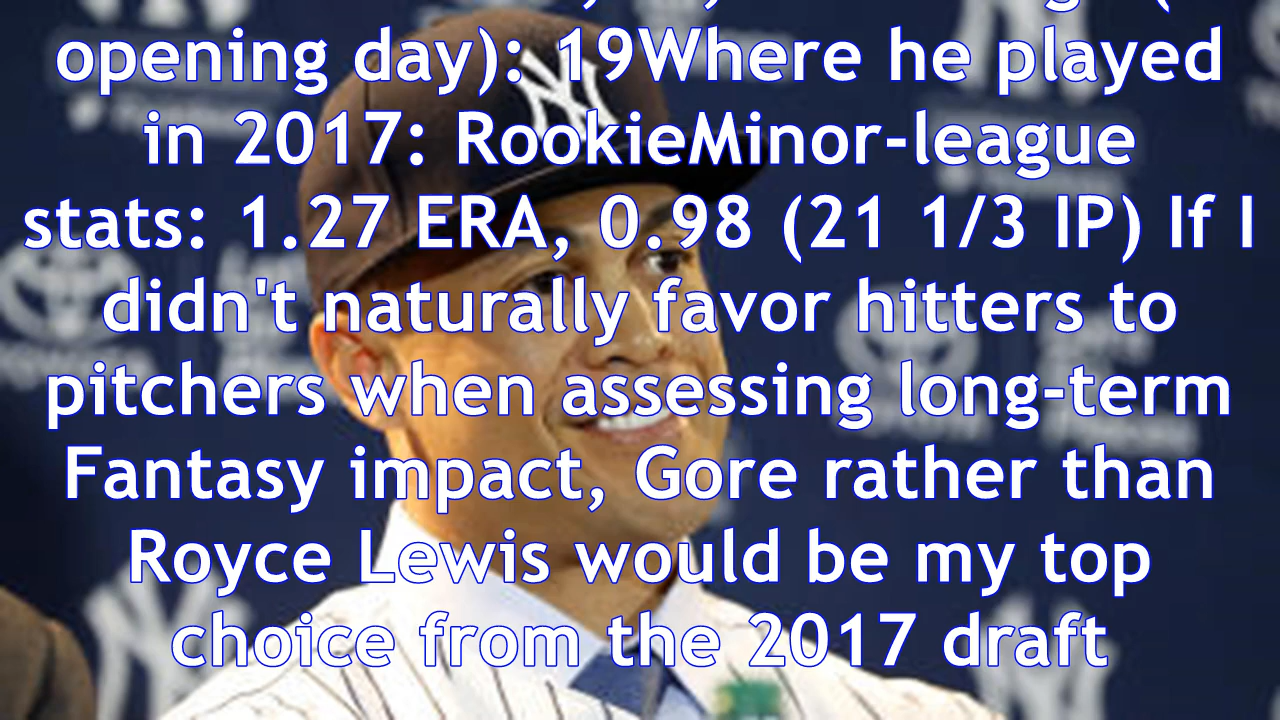 opening day): 19Where he played
in 2017: RookieMinor-league
stats: 1.27 ERA, 0.98 (21 1/3 IP) If I
didn't naturally favor hitters to
pitchers when assessing long-term
Fantasy impact, Gore rather than
Royce Lewis would be my top
choice from the 2017 draft
NY